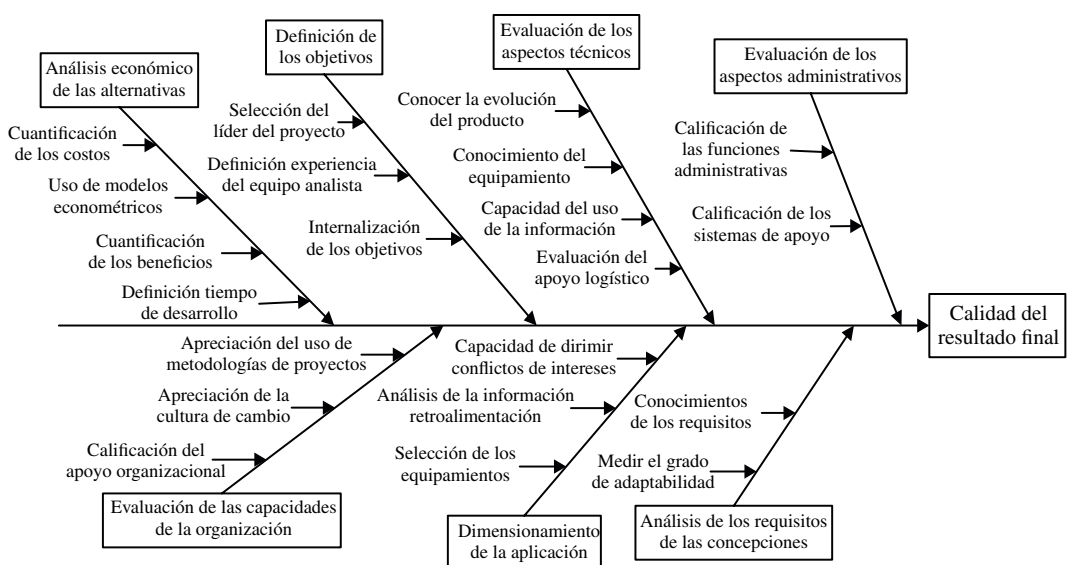 Análisis económico
de las alternativas
Cuantificación
de los costos
Uso de modelos
econométricos
Cuantificación
de los beneficios
Definición tiempo
de desarrollo
Definición de
los objetivos
Selección del
líder del proyecto
Definición experiencia
del equipo analista
Internalización
de los objetivos
Evaluación de los
aspectos técnicos
Conocer la evolución
del producto
Conocimiento del
equipamiento
Capacidad del uso
de la información
Evaluación del
apoyo logístico
Evaluación de los
aspectos administrativos
Calificación de
las funciones
administrativas
Calificación de los
sistemas de apoyo
Calidad del
resultado final
Apreciación del uso de
metodologías de proyectos
Apreciación de la
cultura de cambio
Calificación del
apoyo organizacional
Evaluación de las capacidades
de la organización
Capacidad de dirimir
conflictos de intereses
Análisis de la información
retroalimentación
Selección de los
equipamientos
Dimensionamiento
de la aplicación
Conocimientos
de los requisitos
Medir el grado
de adaptabilidad
Análisis de los requisitos
de las concepciones